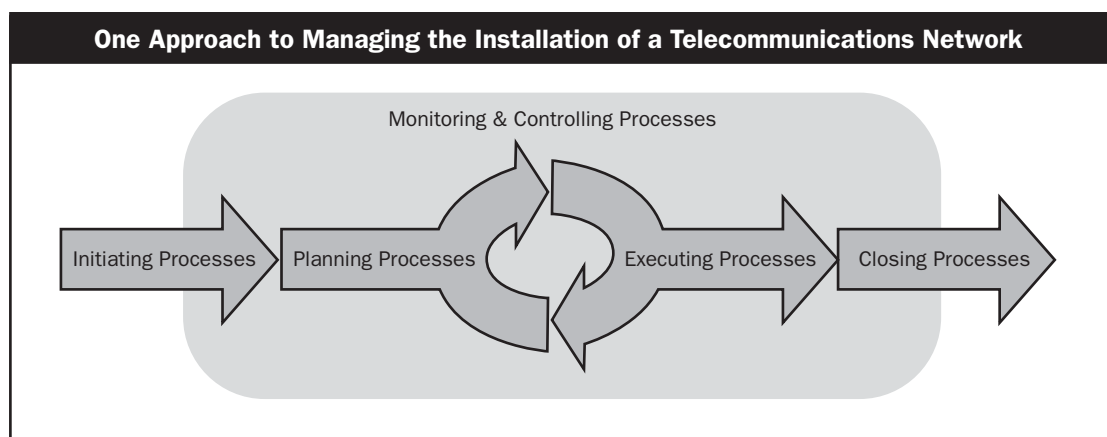 One Approach to Managing the Installation of a Telecommunications Network
Monitoring & Controlling Processes
Initiating Processes
Planning Processes
Executing Processes
Closing Processes